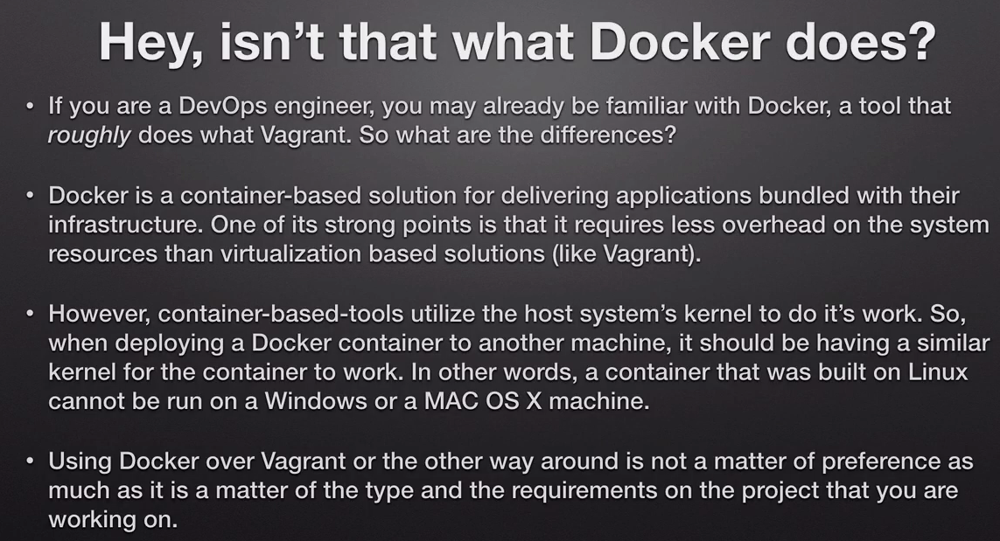 Hey, isn’t that what Docker does?
• If you are a DevOps engineer, you may already be familiar with Docker, a tool that
roughly does what Vagrant. So what are the differences?
• Docker is a container-based solution for delivering applications bundled with their
infrastructure. One of its strong points is that it requires less overhead on the system
resources than virtualization based solutions (like Vagrant).
• However, container-based-tools utilize the host system’s kernel to do it’s work. So,
when deploying a Docker container to another machine, it should be having a similar
kernel for the container to work. In other words, a container that was built on Linux
cannot be run on a Windows or a MAC OS X machine.
• Using Docker over Vagrant or the other way around is not a matter of preference as
much as it is a matter of the type and the requirements on the project that you are
working on.